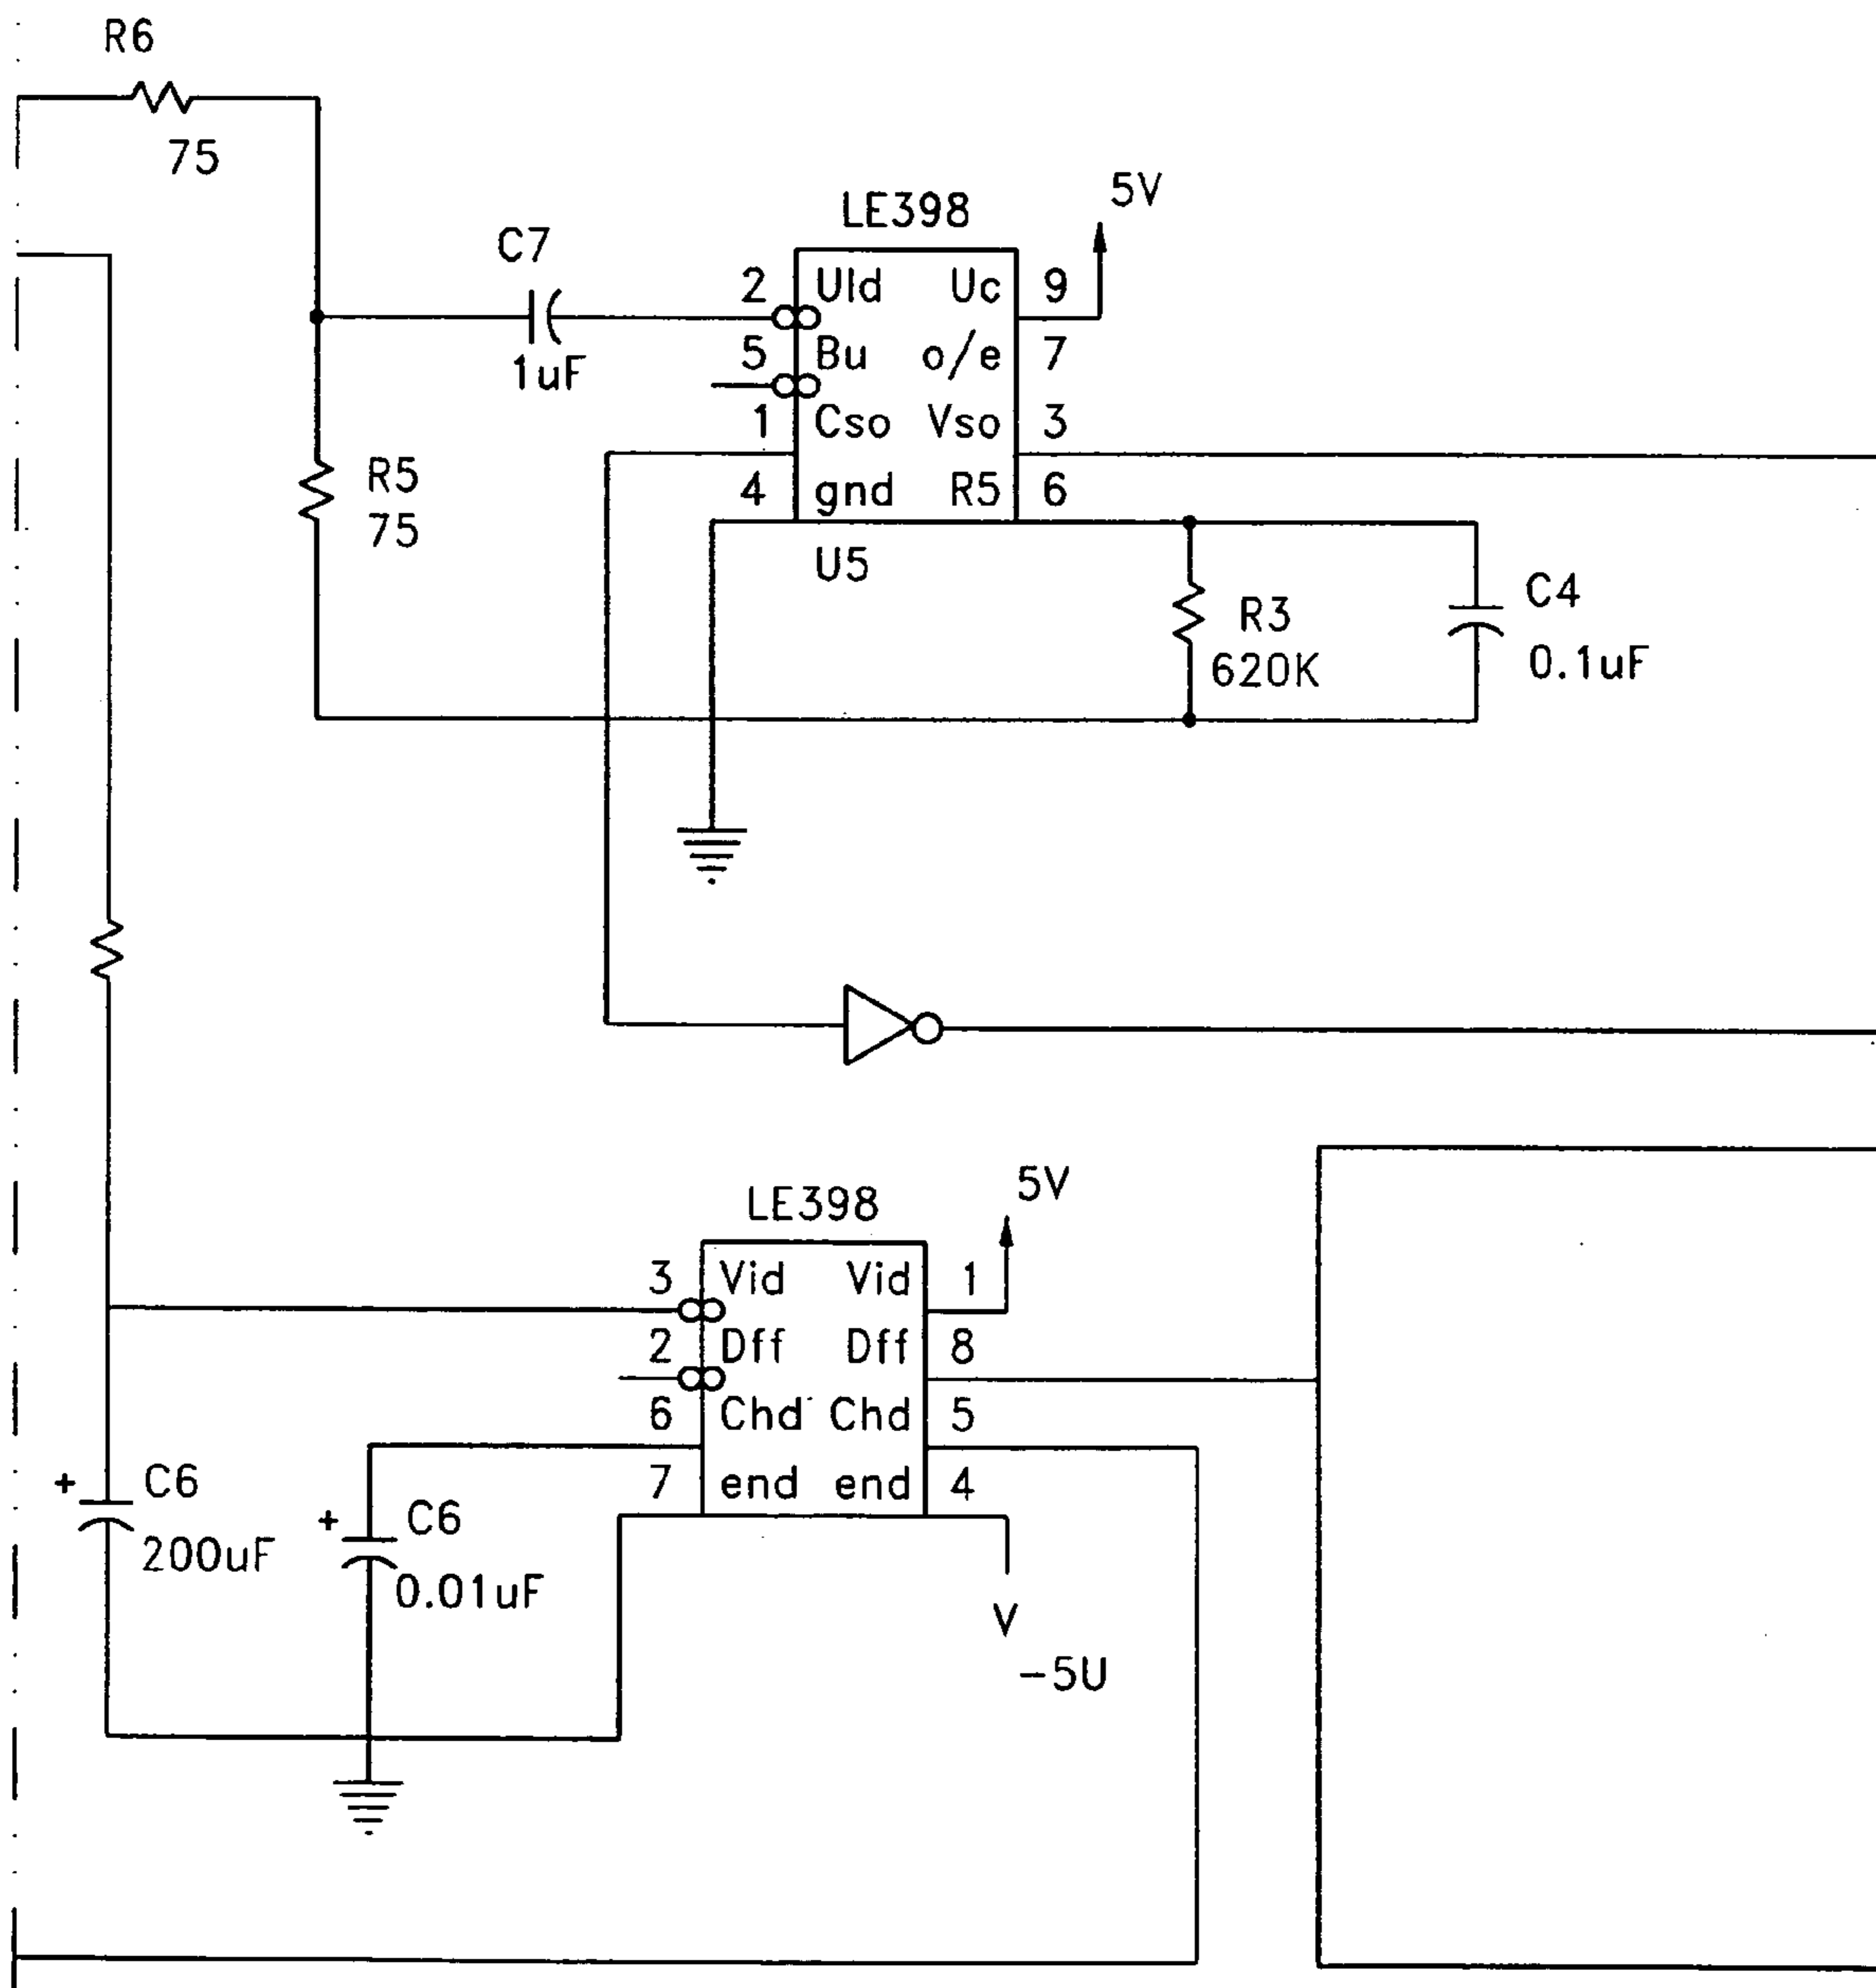 R6
75
5V
LE398
C7
1uF
2 Uld Uc 9
5 Bu o/e 7
1 Cso Vso 3
4 gnd R5 6
U5
R5
75
R3
620K
C4
0.1uF
5V
LE398
3 Vid Vid 1
2 Dff Dff 8
6 Chd Chd 5
7 end end 4
+ C6
200uF
+ C6
0.01uF
V
-5U